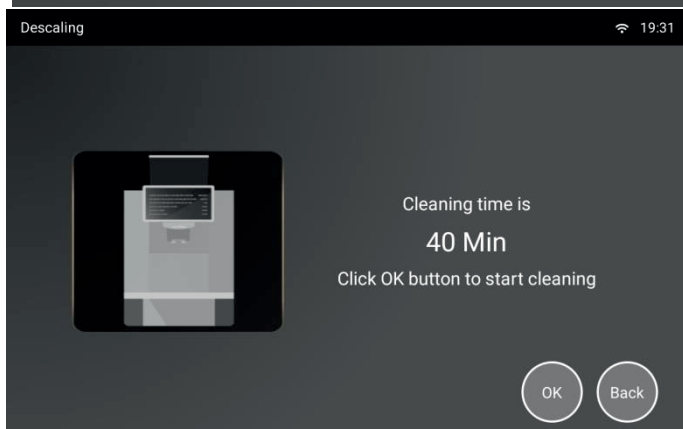 Descaling
19:31
Cleaning time is
40 Min
Click OK button to start cleaning
OK
Back